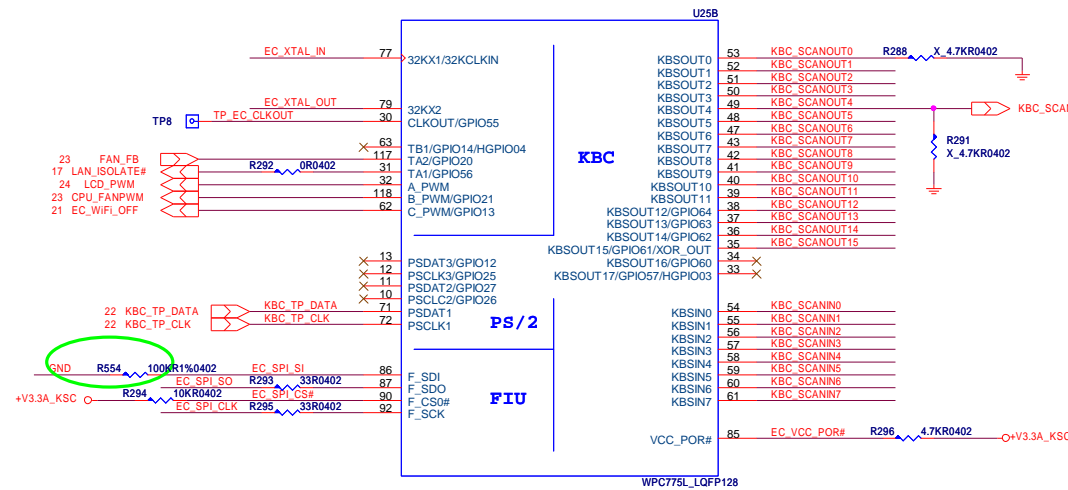 U25B
EC_XTAL_IN 77 32KX1/32KCLKIN
EC_XTAL_OUT 79 32KX2
TP8 TP_EC_CLKOUT 30 CLKOUT/GPIO55
63 TB1/GPIO14/HGPIO04
23 FAN_FB 117 TA2/GPIO20
17 LAN_ISOLATE# R292 0R0402 31 TA1/GPIO56
24 LCD_PWM 32 A_PWM
23 CPU_FANPWM 118 B_PWM/GPIO21
21 EC_WiFi_OFF 62 C_PWM/GPIO13
KBC
13 PSDAT3/GPIO12
12 PSCLK3/GPIO25
11 PSDAT2/GPIO27
10 PSCLC2/GPIO26
22 KBC_TP_DATA KBC_TP_DATA 71 PSDAT1
22 KBC_TP_CLK KBC_TP_CLK 72 PSCLK1
PS/2
GND R554 100KR1%0402 EC_SPI_SI 86 F_SDI
EC_SPI_SO R293 33R0402 87 F_SDO
+V3.3A_KSC R294 10KR0402 EC_SPI_CS# 90 F_CS0#
EC_SPI_CLK R295 33R0402 92 F_SCK
FIU
KBSOUT0 53 KBC_SCANOUT0 R288 X_4.7KR0402
KBSOUT1 52 KBC_SCANOUT1
KBSOUT2 51 KBC_SCANOUT2
KBSOUT3 50 KBC_SCANOUT3
KBSOUT4 49 KBC_SCANOUT4
KBSOUT5 48 KBC_SCANOUT5
KBSOUT6 47 KBC_SCANOUT6
KBSOUT7 43 KBC_SCANOUT7
KBSOUT8 42 KBC_SCANOUT8
KBSOUT9 41 KBC_SCANOUT9
KBSOUT10 40 KBC_SCANOUT10
KBSOUT11 39 KBC_SCANOUT11
KBSOUT12/GPIO64 38 KBC_SCANOUT12
KBSOUT13/GPIO63 37 KBC_SCANOUT13
KBSOUT14/GPIO62 36 KBC_SCANOUT14
KBSOUT15/GPIO61/XOR_OUT 35 KBC_SCANOUT15
KBSOUT16/GPIO60 34
KBSOUT17/GPIO57/HGPIO03 33
R291
X_4.7KR0402
KBSIN0 54 KBC_SCANIN0
KBSIN1 55 KBC_SCANIN1
KBSIN2 56 KBC_SCANIN2
KBSIN3 57 KBC_SCANIN3
KBSIN4 58 KBC_SCANIN4
KBSIN5 59 KBC_SCANIN5
KBSIN6 60 KBC_SCANIN6
KBSIN7 61 KBC_SCANIN7
VCC_POR# 85 EC_VCC_POR# R296 4.7KR0402 +V3.3A_KSC
WPC775L_LQFP128